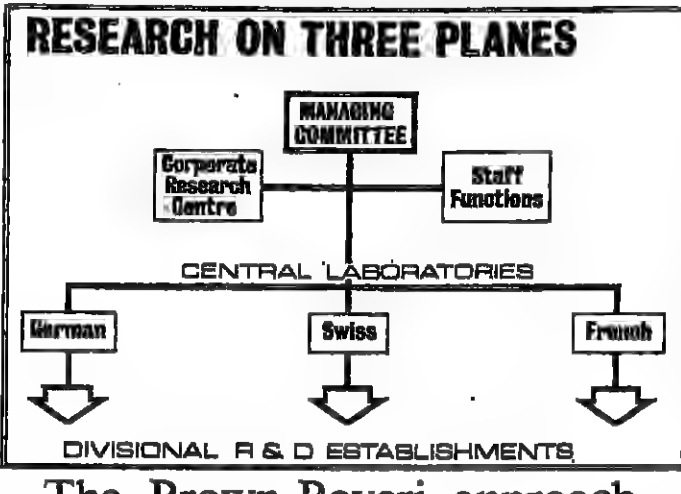 RESEARCH ON THREE PLANES
MANAGING
COMMITTEE
Corporate
Research
Centre
Staff
Functions
CENTRAL LABORATORIES
German
Swiss
French
DIVISIONAL R & D ESTABLISHMENTS
The Brown Boveri approach